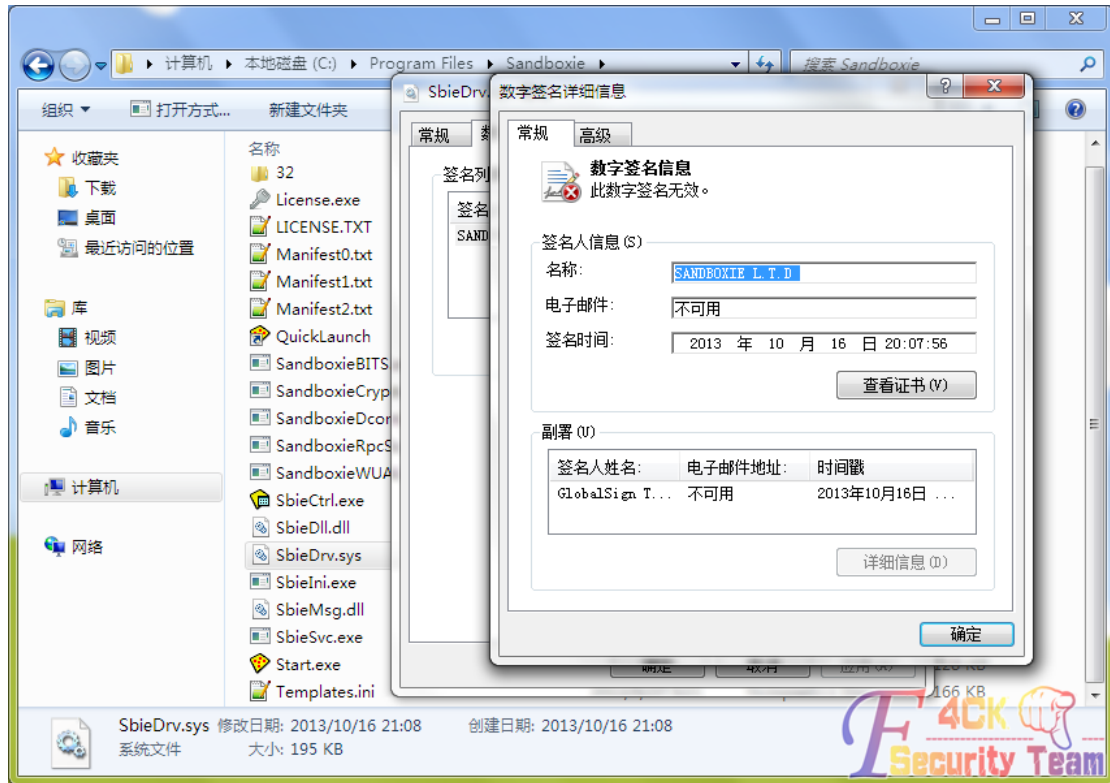 计算机 本地磁盘 (C:) Program Files Sandboxie
搜索 Sandboxie
组织 打开方式... 新建文件夹
收藏夹
下载
桌面
最近访问的位置
库
视频
图片
文档
音乐
计算机
网络
名称
32
License.exe
LICENSE.TXT
Manifest0.txt
Manifest1.txt
Manifest2.txt
QuickLaunch
SandboxieBITS
SandboxieCryp
SandboxieDcor
SandboxieRpcS
SandboxieWUA
SbieCtrl.exe
SbieDll.dll
SbieDrv.sys
SbieIni.exe
SbieMsg.dll
SbieSvc.exe
Start.exe
Templates.ini
SbieDrv.
常规
签名列
签名
SAND
数字签名详细信息
常规 高级
数字签名信息
此数字签名无效。
签名人信息(S)
名称: SANDBOXIE L.T.D
电子邮件: 不可用
签名时间: 2013 年 10 月 16 日 20:07:56
查看证书(V)
副署(U)
签名人姓名: 电子邮件地址: 时间戳
GlobalSign T... 不可用 2013年10月16日 ...
详细信息(D)
确定
166 KB
SbieDrv.sys 修改日期: 2013/10/16 21:08 创建日期: 2013/10/16 21:08
系统文件 大小: 195 KB
F4CK
Security Team